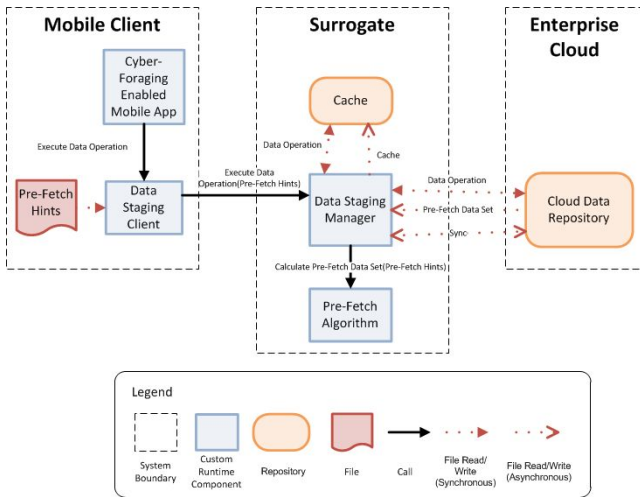 Mobile Client
Surrogate
Enterprise
Cloud
Cyber-
Foraging
Enabled
Mobile App
Cache
Execute Data Operation
Data Operation
Cache
Execute Data
Operation(Pre-Fetch Hints)
Pre-Fetch
Hints
Data
Staging
Client
Data Staging
Manager
Data Operation
Pre-Fetch Data Set
Sync
Cloud Data
Repository
Calculate Pre-Fetch Data Set(Pre-Fetch Hints)
Pre-Fetch
Algorithm
Legend
System
Boundary
Custom
Runtime
Component
Repository
File
Call
File Read/
Write
(Synchronous)
File Read/Write
(Asynchronous)